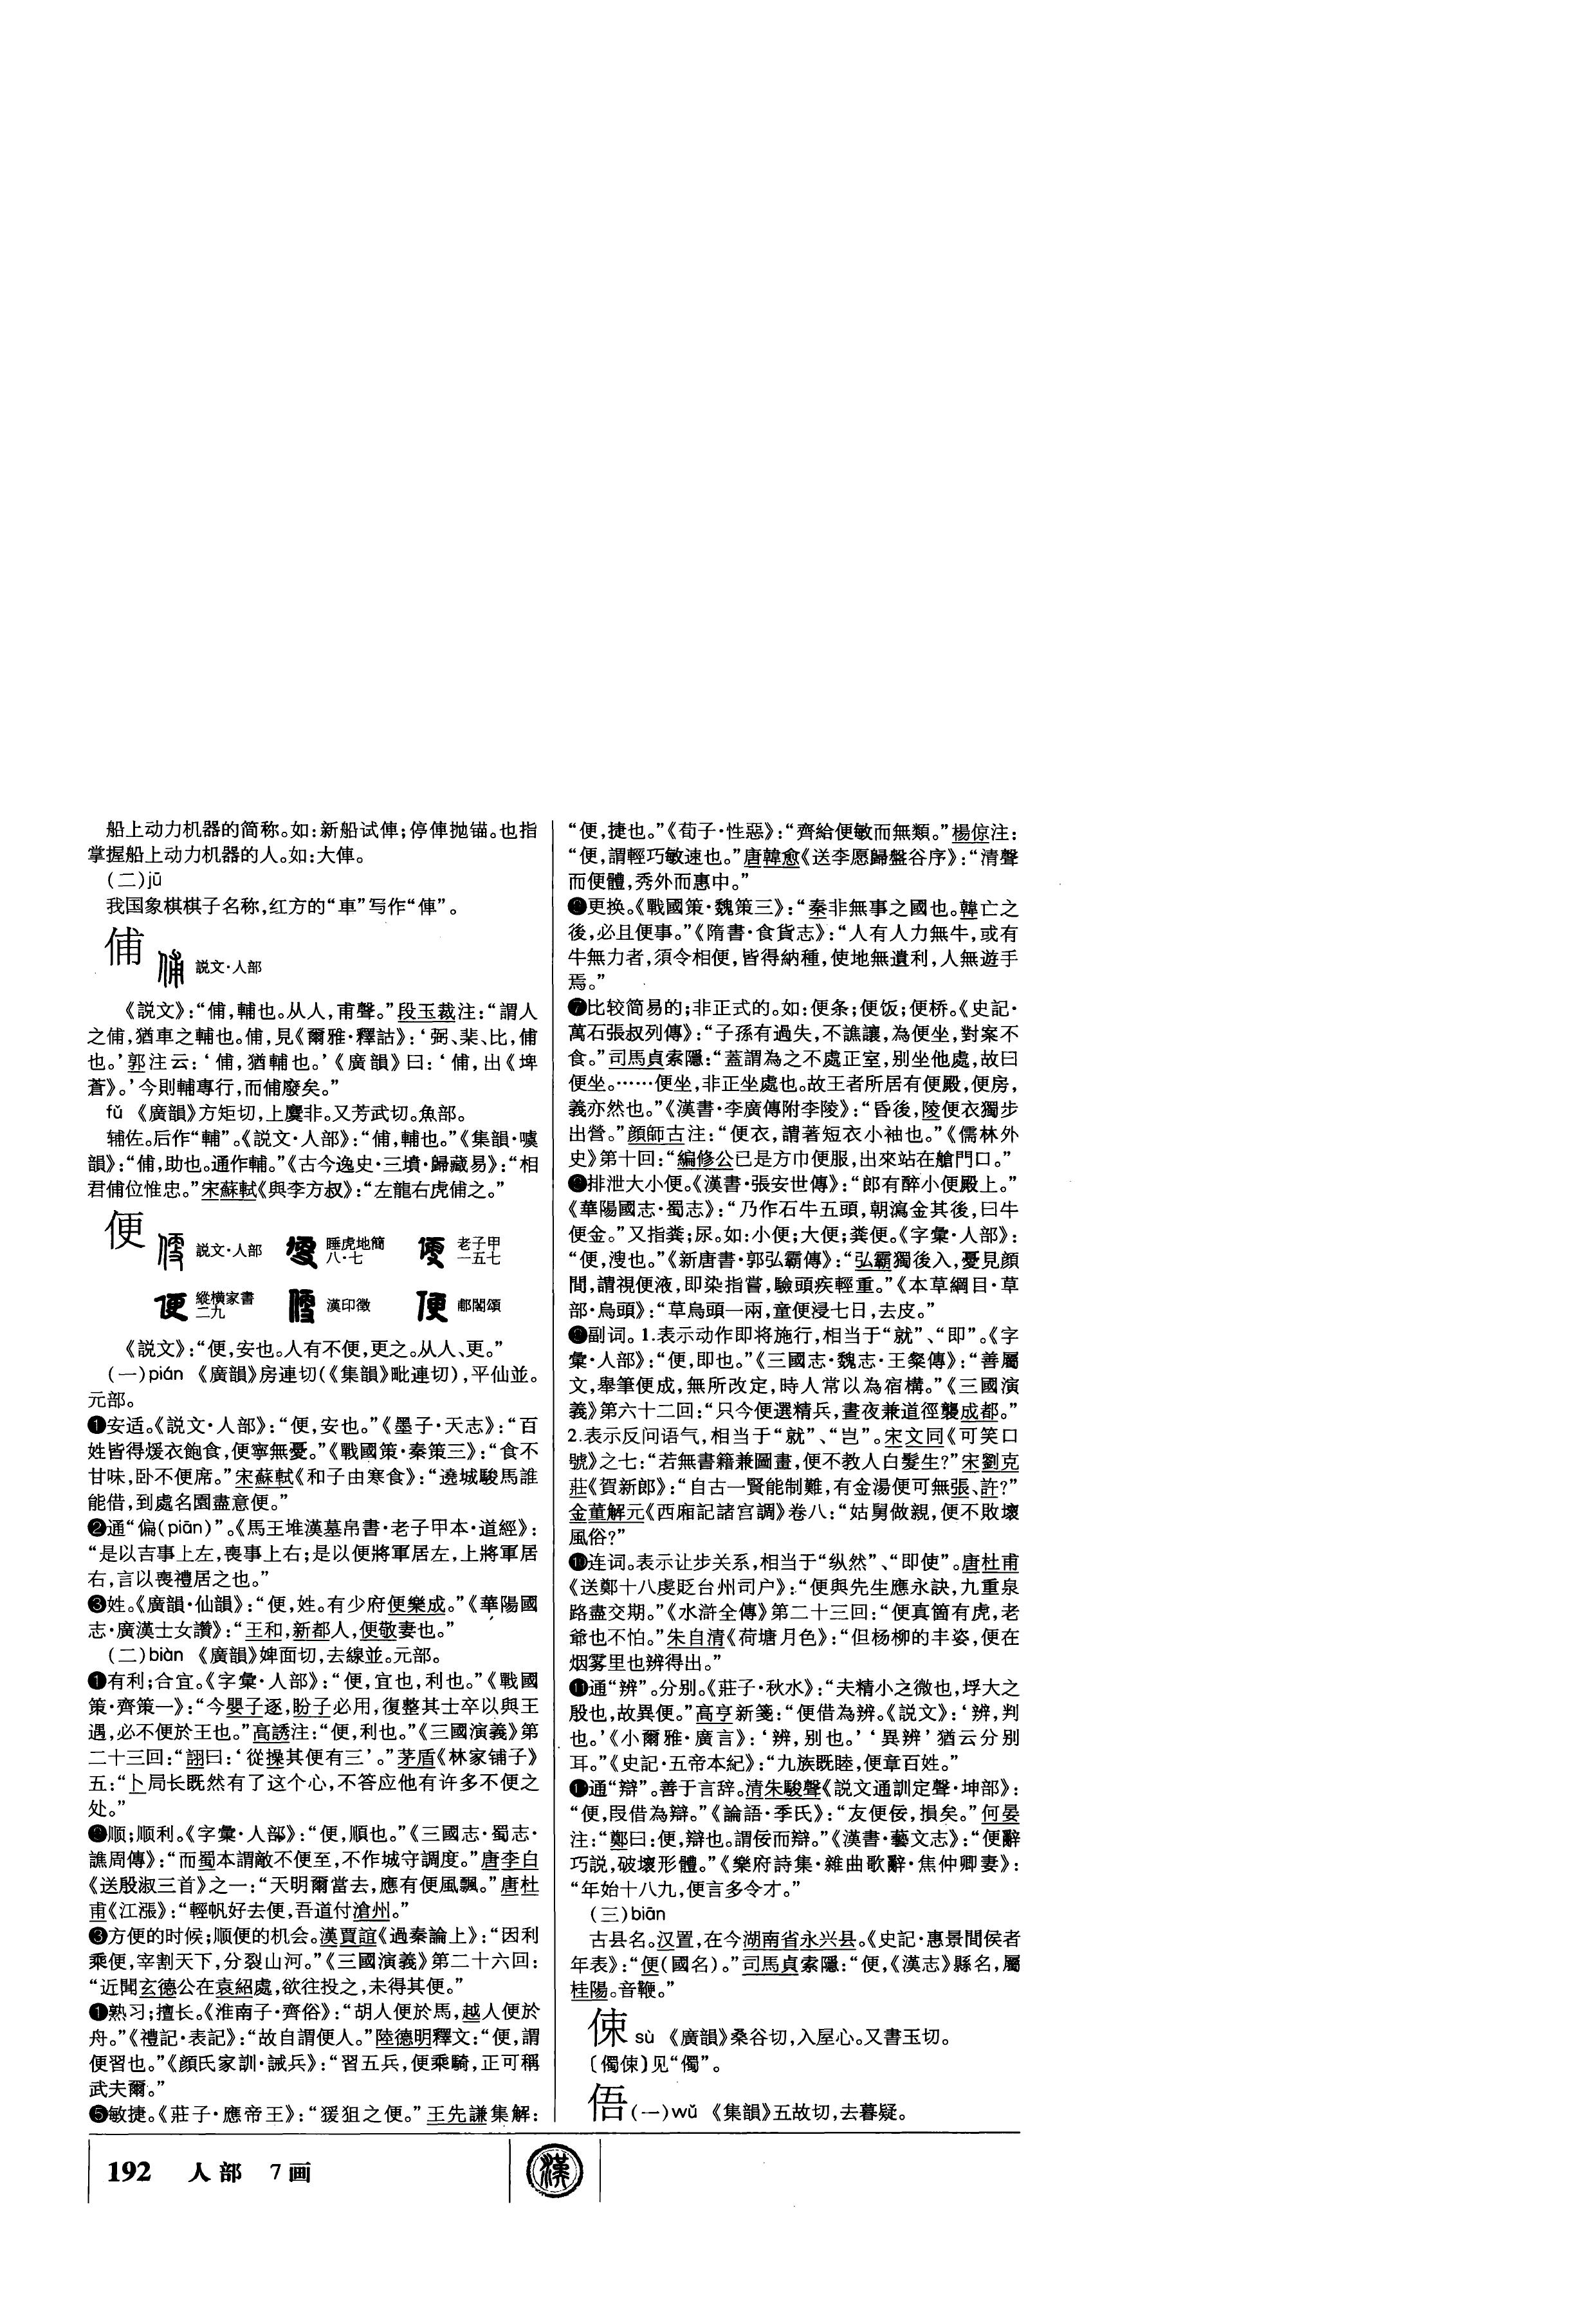 船上动力机器的简称。如:新船试俥;停俥抛锚。也指
掌握船上动力机器的人。如:大俥。
(二)jū
我国象棋棋子名称,红方的“車”写作“俥”。
俌 説文·人部
《説文》:“俌,輔也。从人,甫聲。”段玉裁注:“謂人
之俌,猶車之輔也。俌,見《爾雅·釋詁》:‘弼、棐、比,俌
也。’郭注云:‘俌,猶輔也。’《廣韻》曰:‘俌,出《埤
蒼》。’今則輔專行,而俌廢矣。”
fǔ 《廣韻》方矩切,上麌非。又芳武切。魚部。
辅佐。后作“輔”。《説文·人部》:“俌,輔也。”《集韻·噳
韻》:“俌,助也。通作輔。”《古今逸史·三墳·歸藏易》:“相
君俌位惟忠。”宋蘇軾《與李方叔》:“左龍右虎俌之。”
便 説文·人部 睡虎地簡八·七 老子甲一五七
縱横家書二九 漢印徵 郙閣頌
《説文》:“便,安也。人有不便,更之。从人、更。”
(一)pián 《廣韻》房連切(《集韻》毗連切),平仙並。
元部。
❶安适。《説文·人部》:“便,安也。”《墨子·天志》:“百
姓皆得煖衣飽食,便寧無憂。”《戰國策·秦策三》:“食不
甘味,卧不便席。”宋蘇軾《和子由寒食》:“遶城駿馬誰
能借,到處名園盡意便。”
❷通“偏(piān)”。《馬王堆漢墓帛書·老子甲本·道經》:
“是以吉事上左,喪事上右;是以便將軍居左,上將軍居
右,言以喪禮居之也。”
❸姓。《廣韻·仙韻》:“便,姓。有少府便樂成。”《華陽國
志·廣漢士女讚》:“王和,新都人,便敬妻也。”
(二)biàn 《廣韻》婢面切,去線並。元部。
❶有利;合宜。《字彙·人部》:“便,宜也,利也。”《戰國
策·齊策一》:“今嬰子逐,盼子必用,復整其士卒以與王
遇,必不便於王也。”高誘注:“便,利也。”《三國演義》第
二十三回:“詡曰:‘從操其便有三’。”茅盾《林家铺子》
五:“卜局长既然有了这个心,不答应他有许多不便之
处。”
❷顺;顺利。《字彙·人部》:“便,順也。”《三國志·蜀志·
譙周傳》:“而蜀本謂敵不便至,不作城守調度。”唐李白
《送殷淑三首》之一:“天明爾當去,應有便風飄。”唐杜
甫《江漲》:“輕帆好去便,吾道付滄州。”
❸方便的时候;顺便的机会。漢賈誼《過秦論上》:“因利
乘便,宰割天下,分裂山河。”《三國演義》第二十六回:
“近聞玄德公在袁紹處,欲往投之,未得其便。”
❹熟习;擅长。《淮南子·齊俗》:“胡人便於馬,越人便於
舟。”《禮記·表記》:“故自謂便人。”陸德明釋文:“便,謂
便習也。”《顔氏家訓·誡兵》:“習五兵,便乘騎,正可稱
武夫爾。”
❺敏捷。《莊子·應帝王》:“猨狙之便。”王先謙集解:
“便,捷也。”《荀子·性惡》:“齊給便敏而無類。”楊倞注:
“便,謂輕巧敏速也。”唐韓愈《送李愿歸盤谷序》:“清聲
而便體,秀外而惠中。”
❻更换。《戰國策·魏策三》:“秦非無事之國也。韓亡之
後,必且便事。”《隋書·食貨志》:“人有人力無牛,或有
牛無力者,須令相便,皆得納種,使地無遺利,人無遊手
焉。”
❼比较简易的;非正式的。如:便条;便饭;便桥。《史記·
萬石張叔列傳》:“子孫有過失,不譙讓,為便坐,對案不
食。”司馬貞索隱:“蓋謂為之不處正室,别坐他處,故曰
便坐。……便坐,非正坐處也。故王者所居有便殿,便房,
義亦然也。”《漢書·李廣傳附李陵》:“昏後,陵便衣獨步
出營。”顔師古注:“便衣,謂著短衣小袖也。”《儒林外
史》第十回:“編修公已是方巾便服,出來站在艙門口。”
❽排泄大小便。《漢書·張安世傳》:“郎有醉小便殿上。”
《華陽國志·蜀志》:“乃作石牛五頭,朝瀉金其後,曰牛
便金。”又指粪;尿。如:小便;大便;粪便。《字彙·人部》:
“便,溲也。”《新唐書·郭弘霸傳》:“弘霸獨後入,憂見顔
間,請視便液,即染指嘗,驗頭疾輕重。”《本草綱目·草
部·烏頭》:“草烏頭一兩,童便浸七日,去皮。”
❾副词。1.表示动作即将施行,相当于“就”、“即”。《字
彙·人部》:“便,即也。”《三國志·魏志·王粲傳》:“善屬
文,舉筆便成,無所改定,時人常以為宿構。”《三國演
義》第六十二回:“只今便選精兵,晝夜兼道徑襲成都。”
2.表示反问语气,相当于“就”、“岂”。宋文同《可笑口
號》之七:“若無書籍兼圖畫,便不教人白髮生?”宋劉克
莊《賀新郎》:“自古一賢能制難,有金湯便可無張、許?”
金董解元《西廂記諸宫調》卷八:“姑舅做親,便不敗壞
風俗?”
❿连词。表示让步关系,相当于“纵然”、“即使”。唐杜甫
《送鄭十八虔貶台州司户》:“便與先生應永訣,九重泉
路盡交期。”《水滸全傳》第二十三回:“便真箇有虎,老
爺也不怕。”朱自清《荷塘月色》:“但杨柳的丰姿,便在
烟雾里也辨得出。”
⓫通“辨”。分别。《莊子·秋水》:“夫精小之微也,垺大之
殷也,故異便。”高亨新箋:“便借為辨。《説文》:‘辨,判
也。’《小爾雅·廣言》:‘辨,别也。’‘異辨’猶云分别
耳。”《史記·五帝本紀》:“九族既睦,便章百姓。”
⓬通“辯”。善于言辞。清朱駿聲《説文通訓定聲·坤部》:
“便,叚借為辯。”《論語·季氏》:“友便佞,損矣。”何晏
注:“鄭曰:便,辯也。謂佞而辯。”《漢書·藝文志》:“便辭
巧説,破壞形體。”《樂府詩集·雜曲歌辭·焦仲卿妻》:
“年始十八九,便言多令才。”
(三)biān
古县名。汉置,在今湖南省永兴县。《史記·惠景間侯者
年表》:“便(國名)。”司馬貞索隱:“便,《漢志》縣名,屬
桂陽。音鞭。”
㑛 sù 《廣韻》桑谷切,入屋心。又書玉切。
〔㒔㑛〕见“㒔”。
俉 (一)wǔ 《集韻》五故切,去暮疑。
192 人部 7画
漢